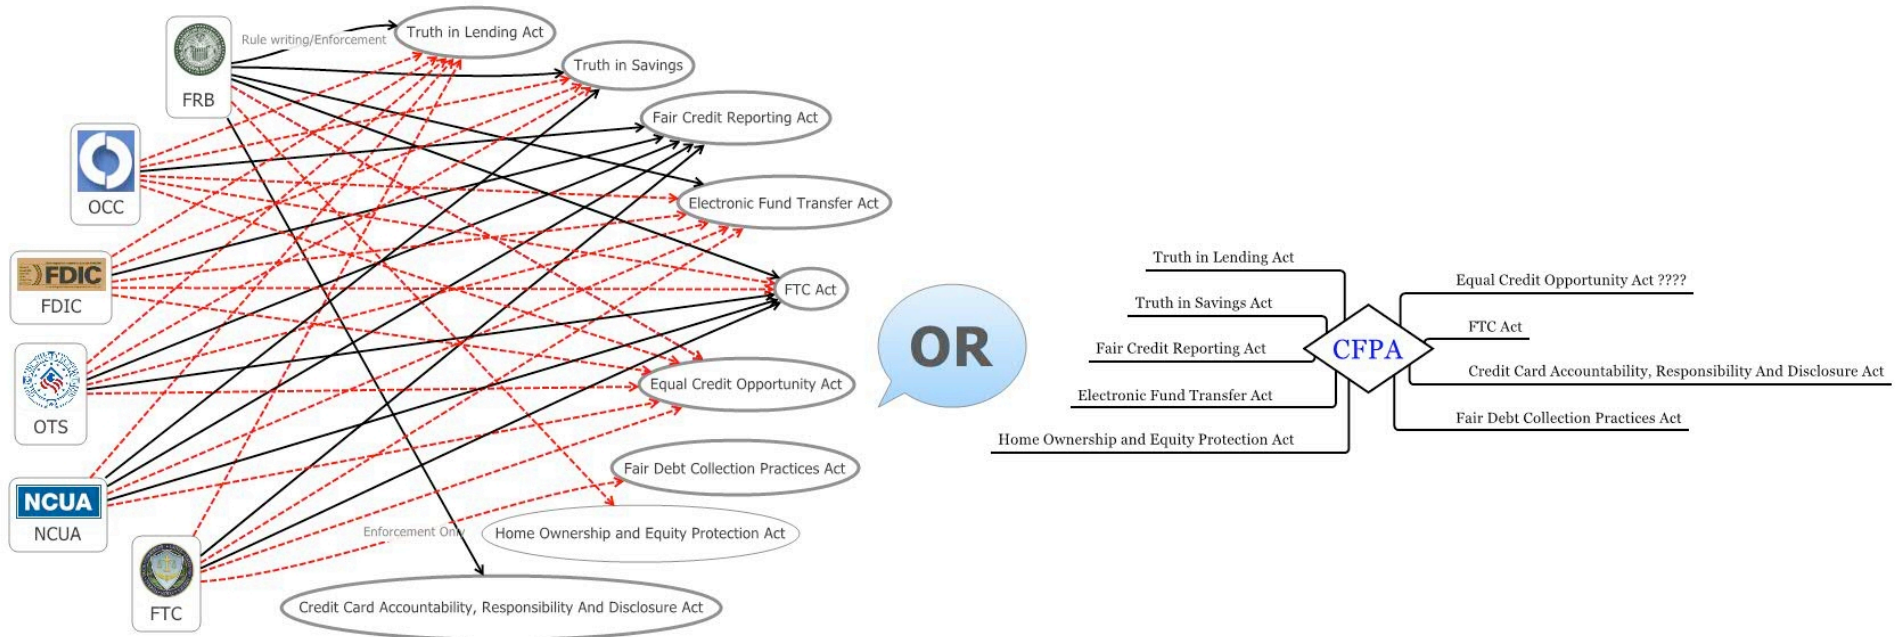 Rule writing/Enforcement
Truth in Lending Act
Truth in Savings
FRB
Fair Credit Reporting Act
OCC
Electronic Fund Transfer Act
FDIC
FDIC
FTC Act
OTS
Equal Credit Opportunity Act
Fair Debt Collection Practices Act
NCUA
NCUA
Enforcement Only
Home Ownership and Equity Protection Act
FTC
Credit Card Accountability, Responsibility And Disclosure Act
OR
Truth in Lending Act
Truth in Savings Act
Fair Credit Reporting Act
Electronic Fund Transfer Act
Home Ownership and Equity Protection Act
CFPA
Equal Credit Opportunity Act ????
FTC Act
Credit Card Accountability, Responsibility And Disclosure Act
Fair Debt Collection Practices Act